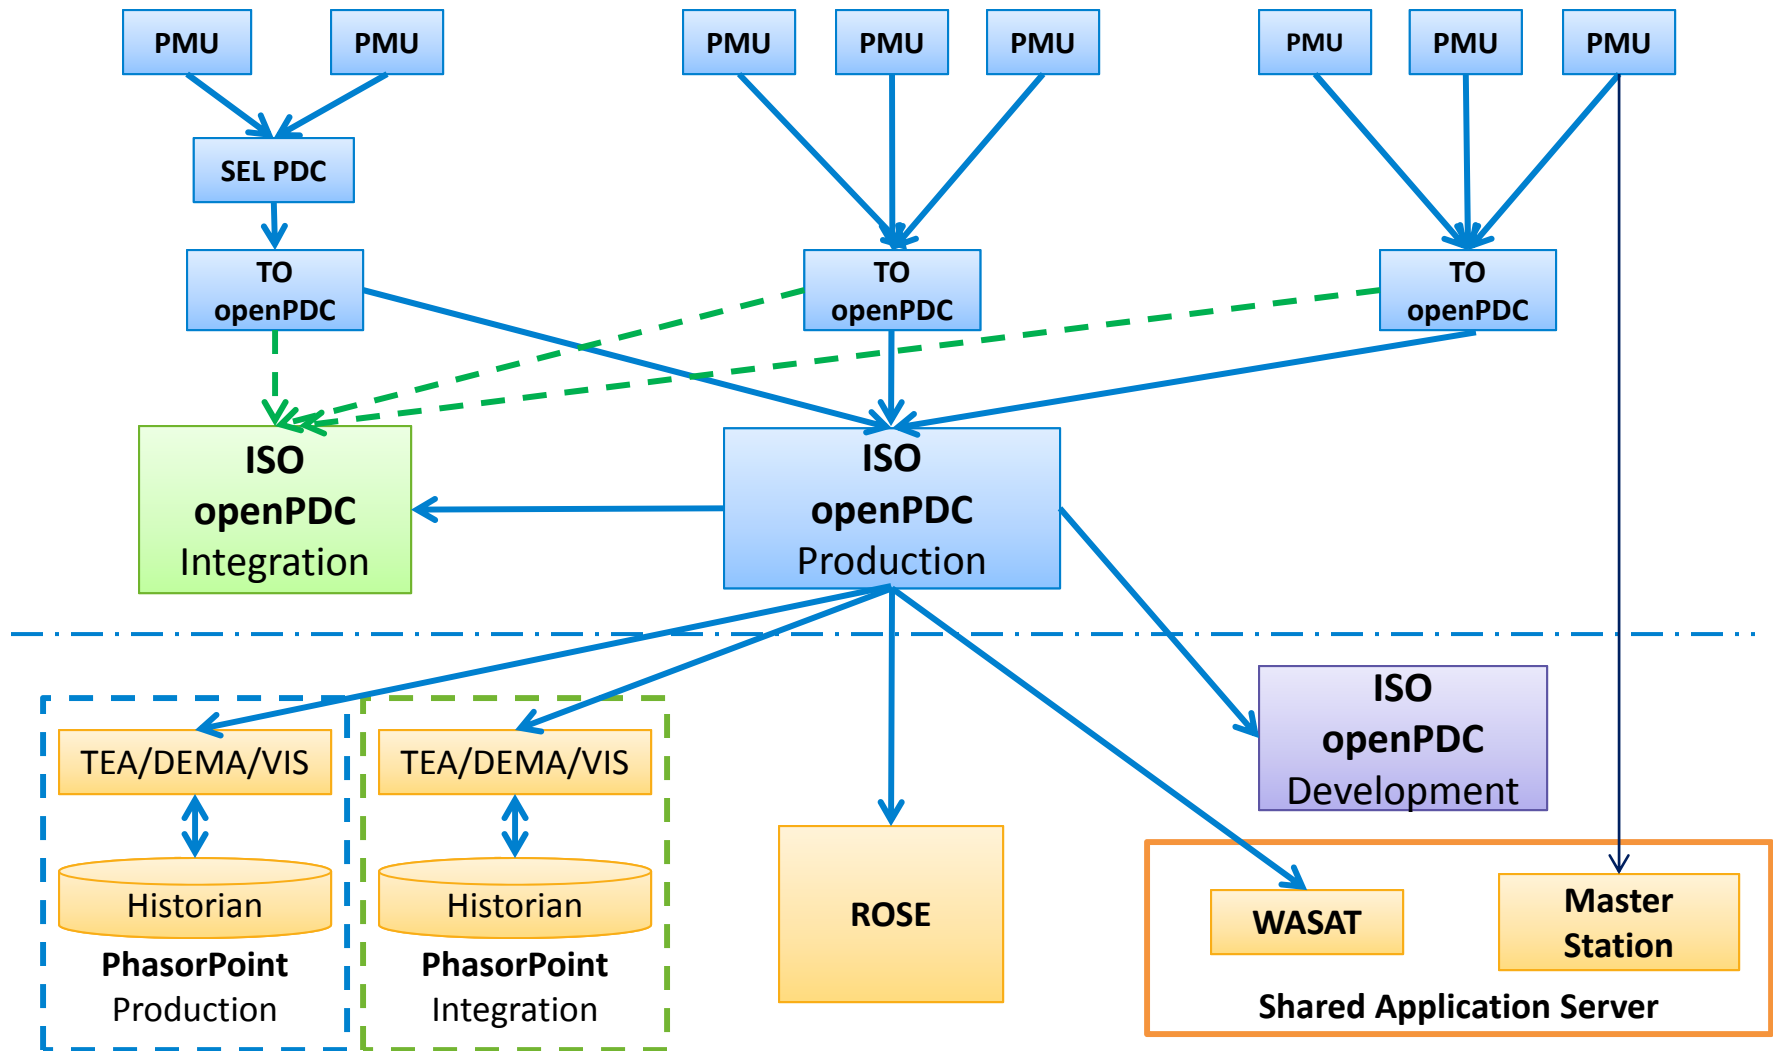 PMU
PMU
PMU
PMU
PMU
PMU
PMU
PMU
SEL PDC
TO
openPDC
TO
openPDC
TO
openPDC
ISO
openPDC
Integration
ISO
openPDC
Production
ISO
openPDC
Development
TEA/DEMA/VIS
Historian
PhasorPoint
Production
TEA/DEMA/VIS
Historian
PhasorPoint
Integration
ROSE
WASAT
Master
Station
Shared Application Server